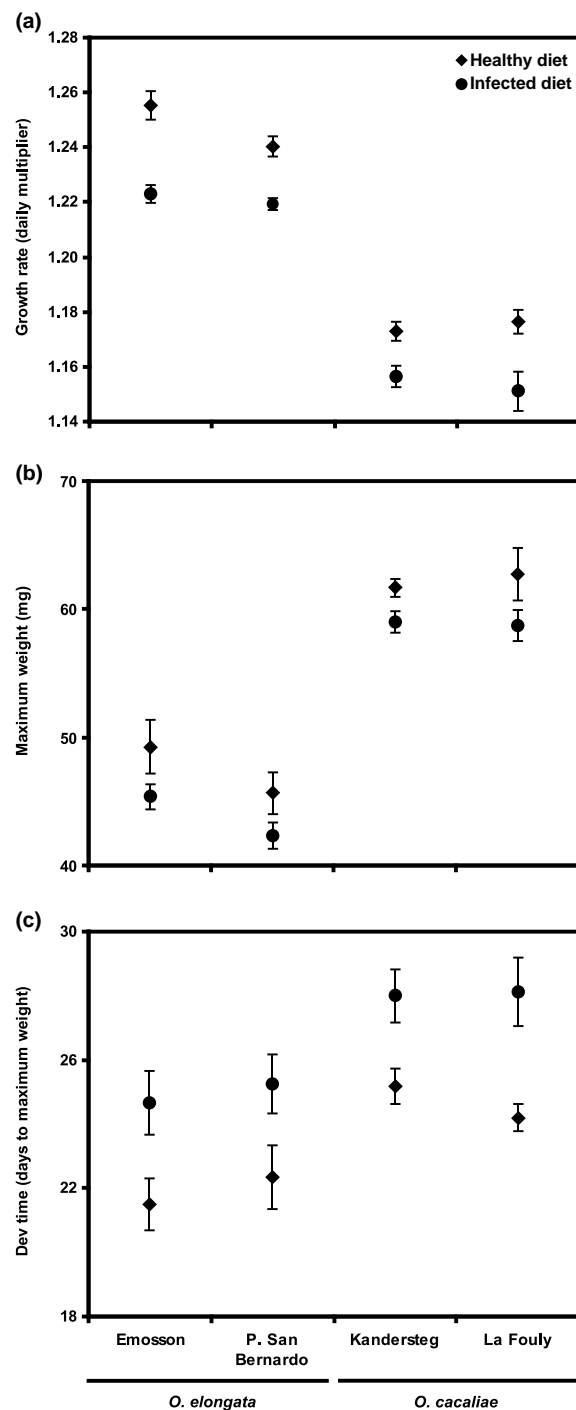 (a)
1.28
1.26
1.24
1.22
1.20
1.18
1.16
1.14
Growth rate (daily multiplier)
Healthy diet
Infected diet
(b)
70
60
50
40
Maximum weight (mg)
(c)
30
26
22
18
Dev time (days to maximum weight)
Emosson
P. San
Bernardo
Kandersteg
La Fouly
O. elongata
O. cacaliae